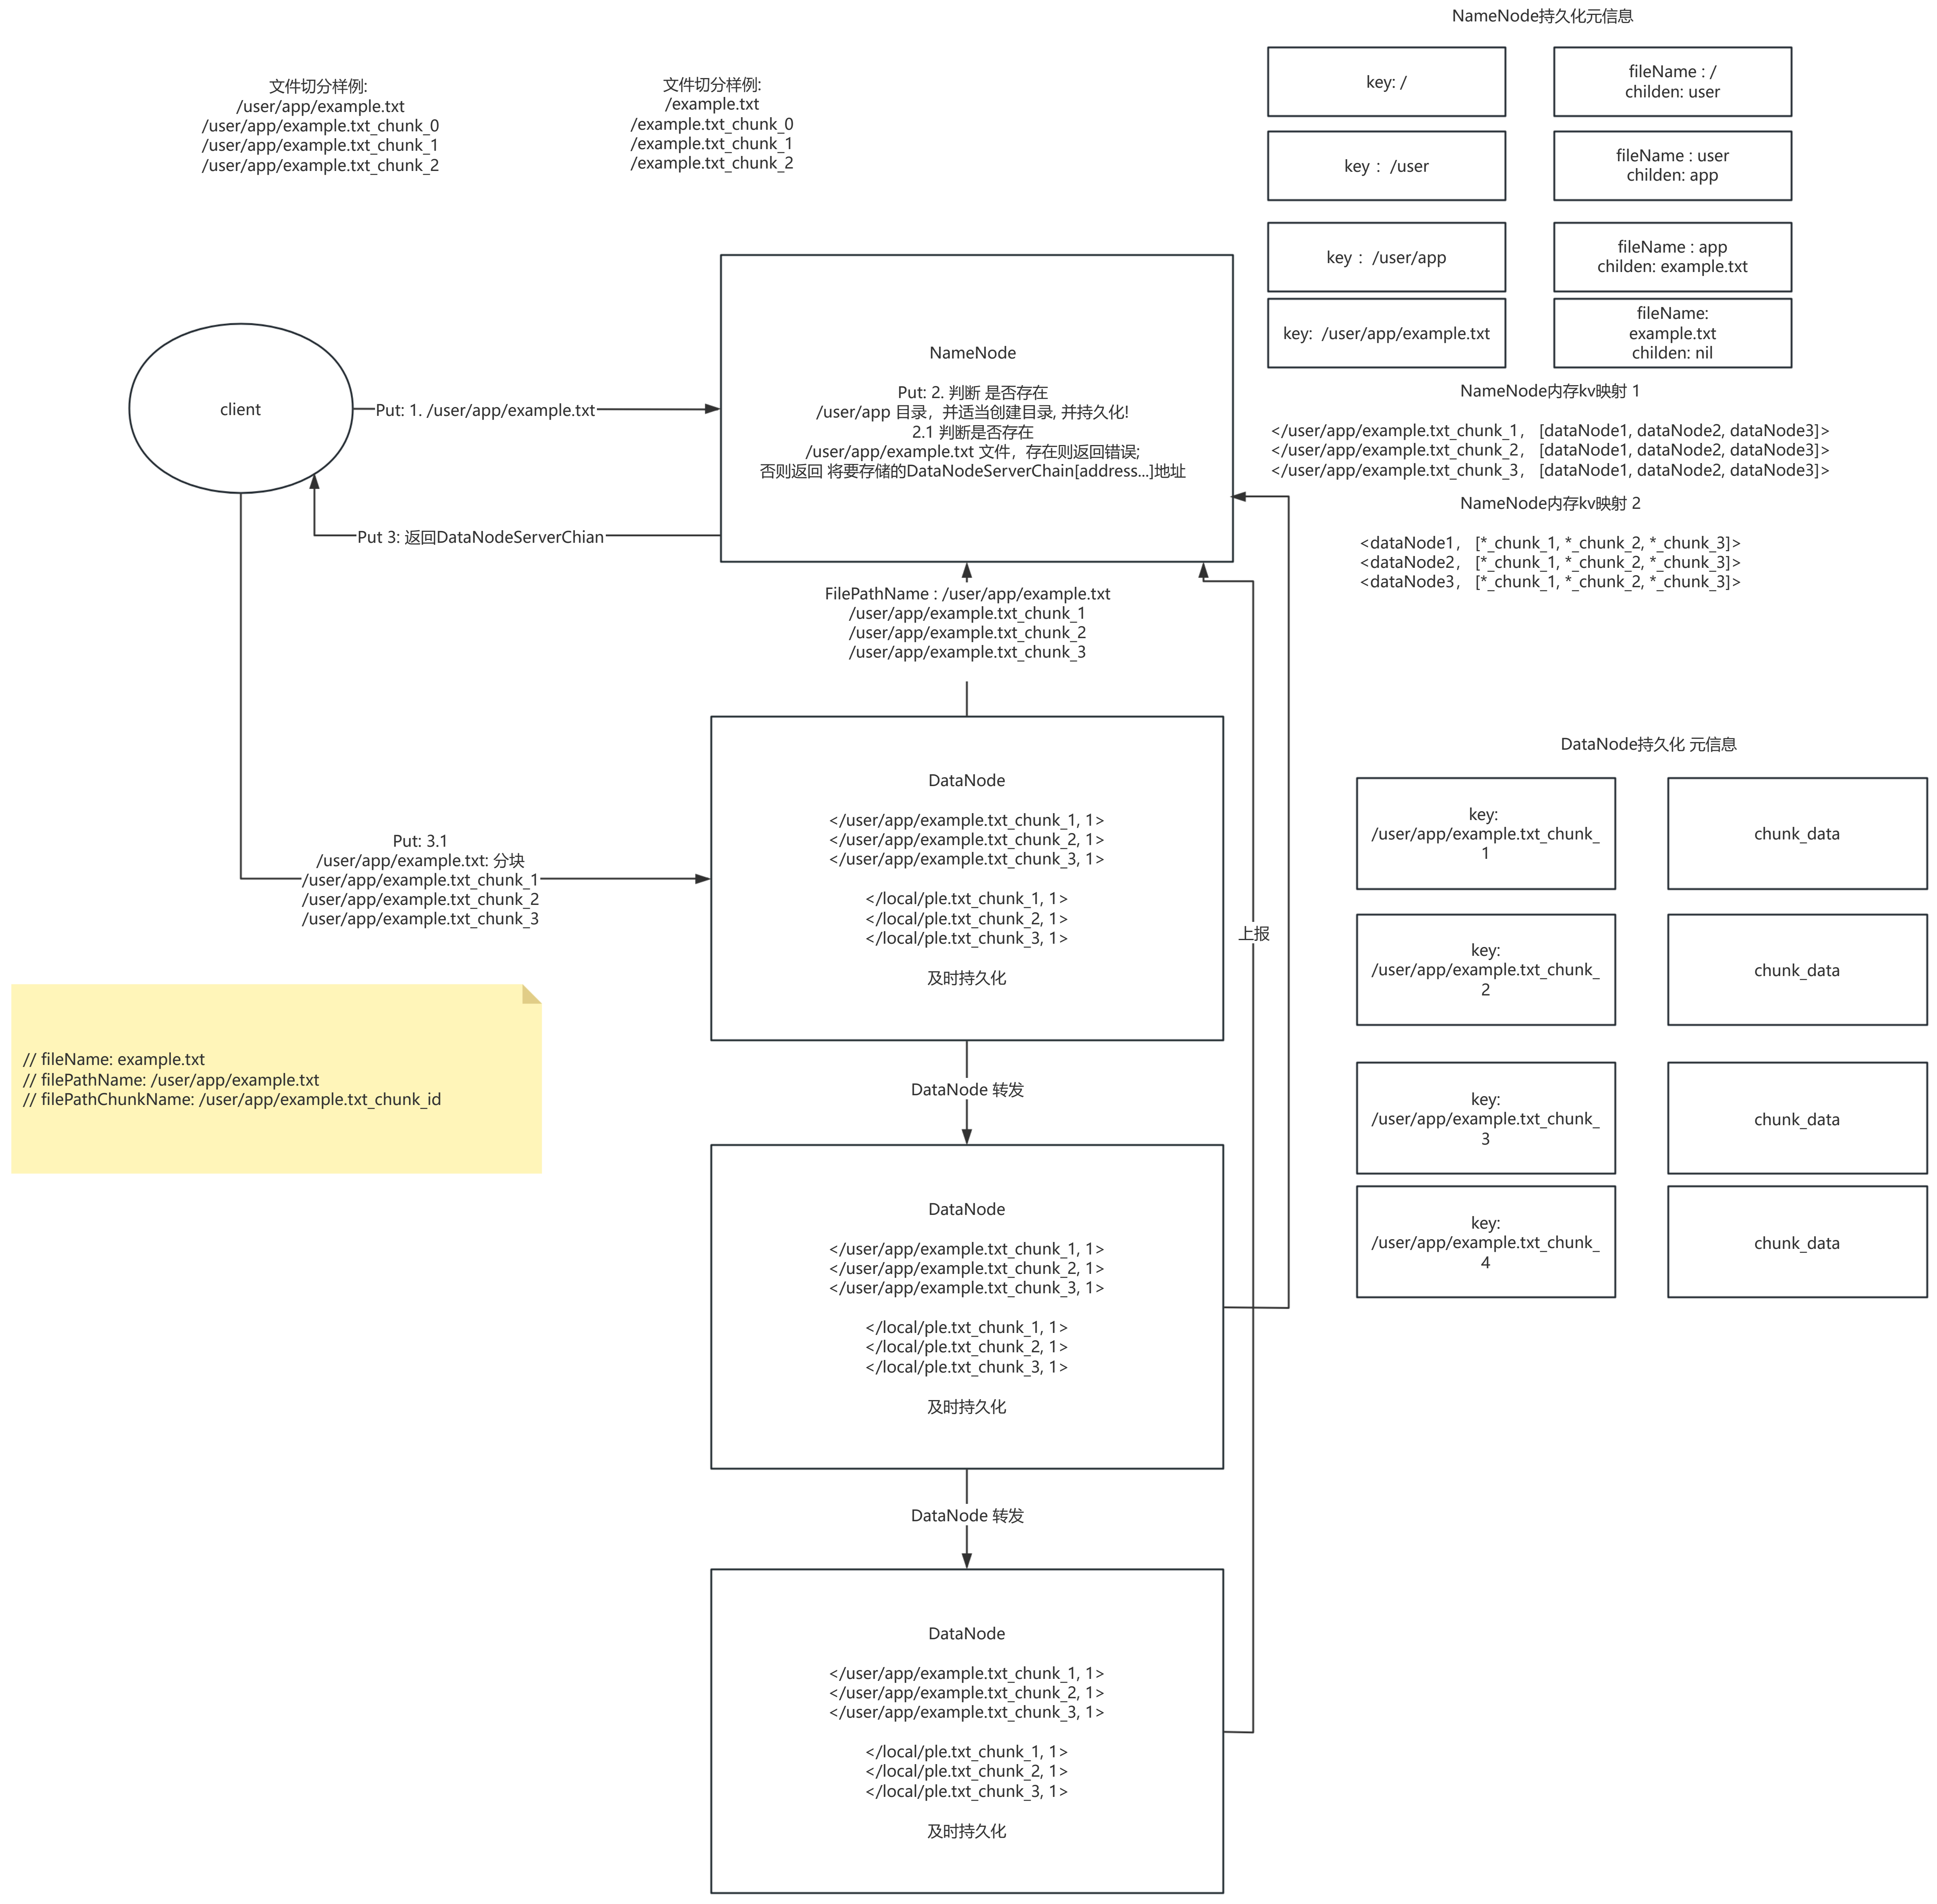 NameNode持久化元信息
文件切分样例:
/user/app/example.txt
/user/app/example.txt_chunk_0
/user/app/example.txt_chunk_1
/user/app/example.txt_chunk_2
文件切分样例:
/example.txt
/example.txt_chunk_0
/example.txt_chunk_1
/example.txt_chunk_2
key: /
fileName : /
childen: user
key： /user
fileName : user
childen: app
key： /user/app
fileName : app
childen: example.txt
key: /user/app/example.txt
fileName:
example.txt
childen: nil
NameNode内存kv映射 1
</user/app/example.txt_chunk_1， [dataNode1, dataNode2, dataNode3]>
</user/app/example.txt_chunk_2， [dataNode1, dataNode2, dataNode3]>
</user/app/example.txt_chunk_3， [dataNode1, dataNode2, dataNode3]>
NameNode内存kv映射 2
<dataNode1， [*_chunk_1, *_chunk_2, *_chunk_3]>
<dataNode2， [*_chunk_1, *_chunk_2, *_chunk_3]>
<dataNode3， [*_chunk_1, *_chunk_2, *_chunk_3]>
client
Put: 1. /user/app/example.txt
NameNode
Put: 2. 判断 是否存在
/user/app 目录，并适当创建目录, 并持久化!
2.1 判断是否存在
/user/app/example.txt 文件，存在则返回错误;
否则返回 将要存储的DataNodeServerChain[address...]地址
Put 3: 返回DataNodeServerChian
FilePathName : /user/app/example.txt
/user/app/example.txt_chunk_1
/user/app/example.txt_chunk_2
/user/app/example.txt_chunk_3
Put: 3.1
/user/app/example.txt: 分块
/user/app/example.txt_chunk_1
/user/app/example.txt_chunk_2
/user/app/example.txt_chunk_3
DataNode
</user/app/example.txt_chunk_1, 1>
</user/app/example.txt_chunk_2, 1>
</user/app/example.txt_chunk_3, 1>
</local/ple.txt_chunk_1, 1>
</local/ple.txt_chunk_2, 1>
</local/ple.txt_chunk_3, 1>
及时持久化
上报
DataNode持久化 元信息
key:
/user/app/example.txt_chunk_
1
chunk_data
key:
/user/app/example.txt_chunk_
2
chunk_data
key:
/user/app/example.txt_chunk_
3
chunk_data
key:
/user/app/example.txt_chunk_
4
chunk_data
// fileName: example.txt
// filePathName: /user/app/example.txt
// filePathChunkName: /user/app/example.txt_chunk_id
DataNode 转发
DataNode
</user/app/example.txt_chunk_1, 1>
</user/app/example.txt_chunk_2, 1>
</user/app/example.txt_chunk_3, 1>
</local/ple.txt_chunk_1, 1>
</local/ple.txt_chunk_2, 1>
</local/ple.txt_chunk_3, 1>
及时持久化
DataNode 转发
DataNode
</user/app/example.txt_chunk_1, 1>
</user/app/example.txt_chunk_2, 1>
</user/app/example.txt_chunk_3, 1>
</local/ple.txt_chunk_1, 1>
</local/ple.txt_chunk_2, 1>
</local/ple.txt_chunk_3, 1>
及时持久化